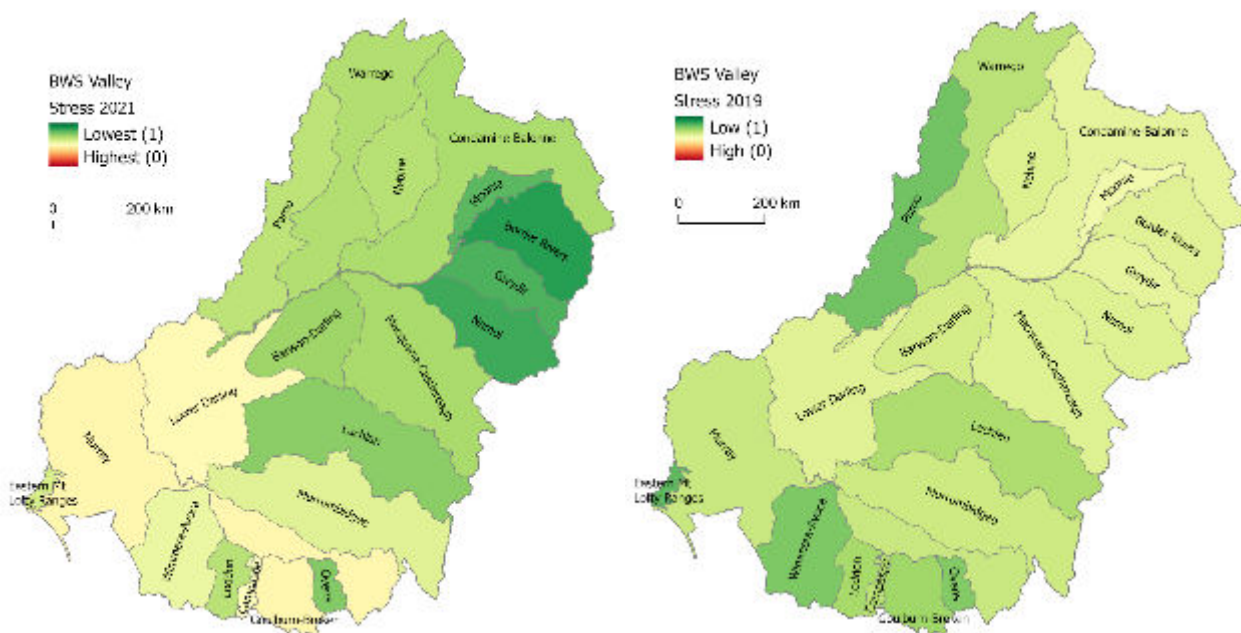 BWS Valley
Stress 2021
Lowest (1)
Highest (0)
0 200 km
Warrego
Condamine Balonne
Nebine
Moonie
Paroo
Border Rivers
Gwydir
Namoi
Barwon-Darling
Macquarie-Castlereagh
Lower Darling
Lachlan
Murray
Eastern Mt
Lofty Ranges
Murrumbidgee
Wimmera-Avoca
Loddon
Campaspe
Ovens
Goulburn-Broken
BWS Valley
Stress 2019
Low (1)
High (0)
0 200 km
Warrego
Condamine Balonne
Nebine
Moonie
Paroo
Border Rivers
Gwydir
Namoi
Barwon-Darling
Macquarie-Castlereagh
Lower Darling
Lachlan
Murray
Eastern Mt
Lofty Ranges
Murrumbidgee
Wimmera-Avoca
Loddon
Campaspe
Ovens
Goulburn-Broken